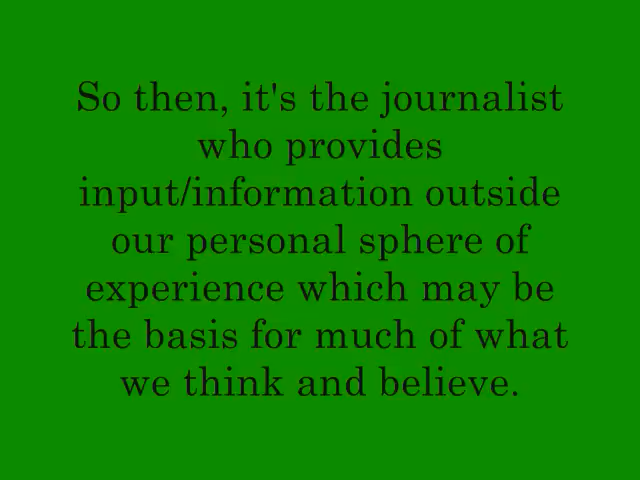 So then, it's the journalist
who provides
input/information outside
our personal sphere of
experience which may be
the basis for much of what
we think and believe.